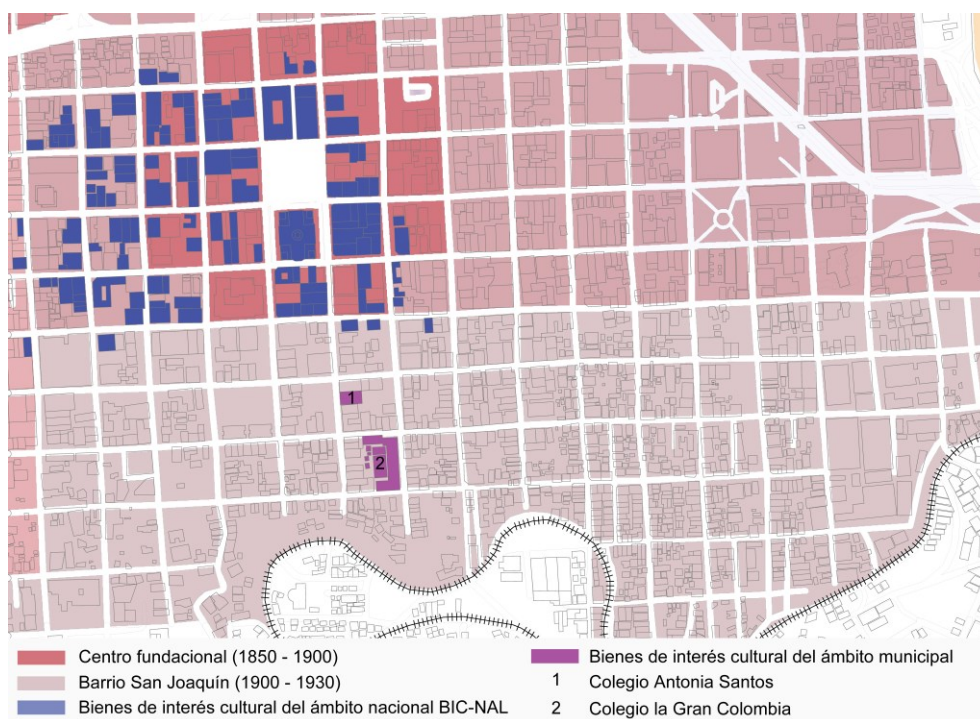 1
2
Centro fundacional (1850 - 1900)
Barrio San Joaquín (1900 - 1930)
Bienes de interés cultural del ámbito nacional BIC-NAL
Bienes de interés cultural del ámbito municipal
1 Colegio Antonia Santos
2 Colegio la Gran Colombia